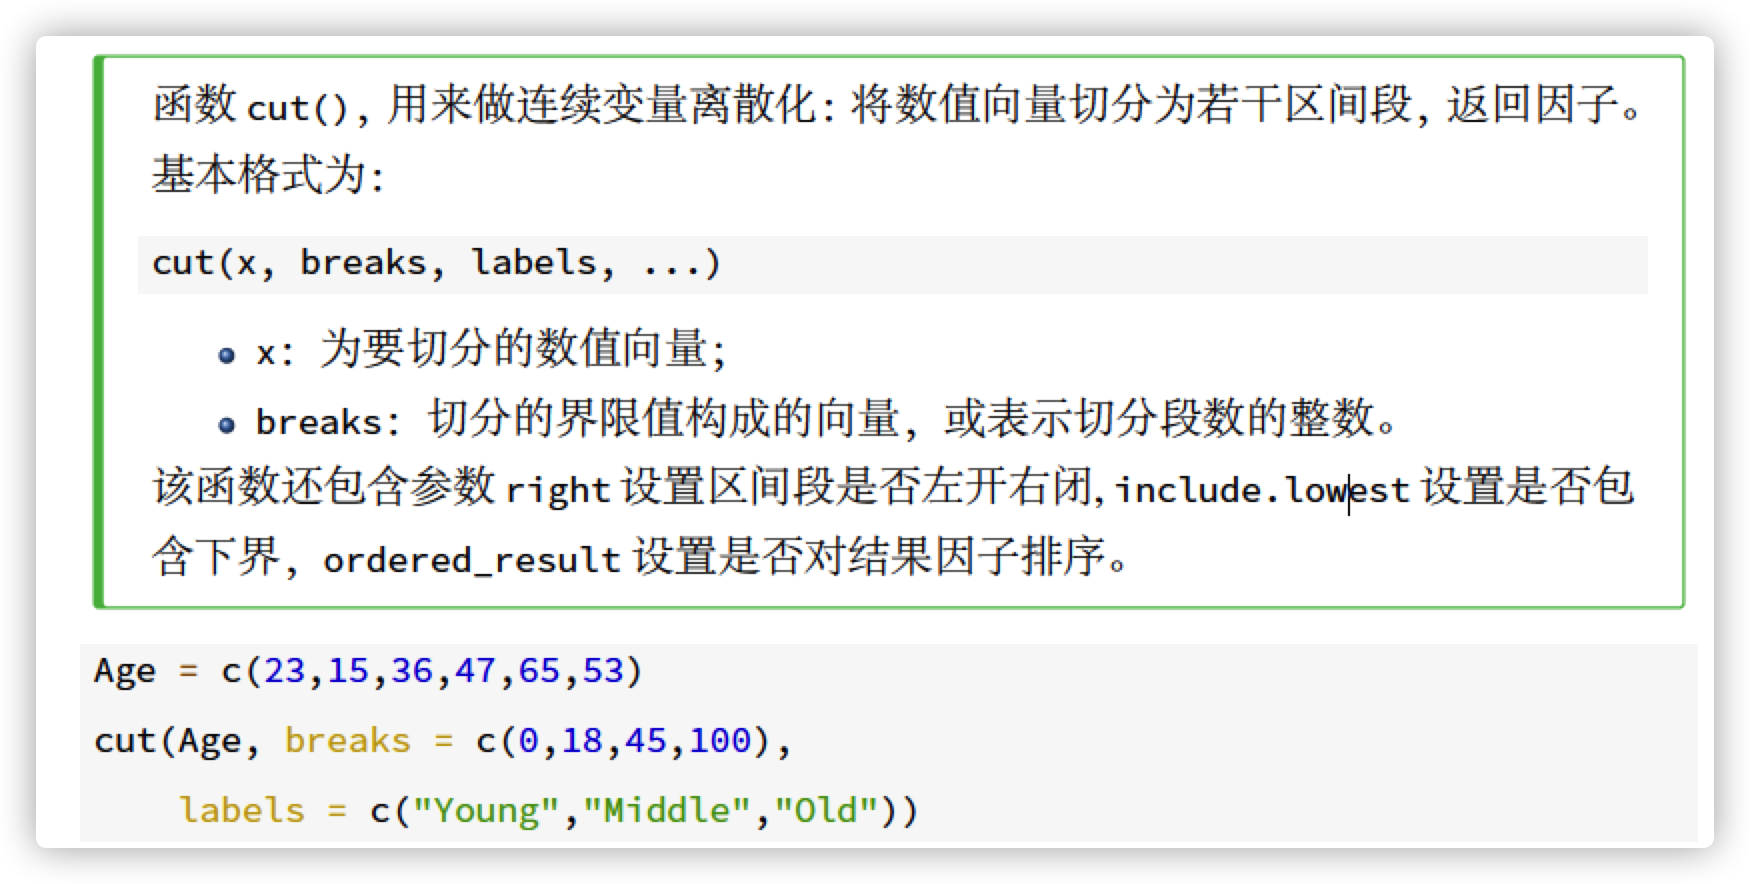 函数 cut(), 用来做连续变量离散化: 将数值向量切分为若干区间段, 返回因子。
基本格式为:
cut(x, breaks, labels, ...)
x: 为要切分的数值向量;
breaks: 切分的界限值构成的向量, 或表示切分段数的整数。
该函数还包含参数 right 设置区间段是否左开右闭, include.lowest 设置是否包
含下界, ordered_result 设置是否对结果因子排序。
Age = c(23,15,36,47,65,53)
cut(Age, breaks = c(0,18,45,100),
    labels = c("Young","Middle","Old"))